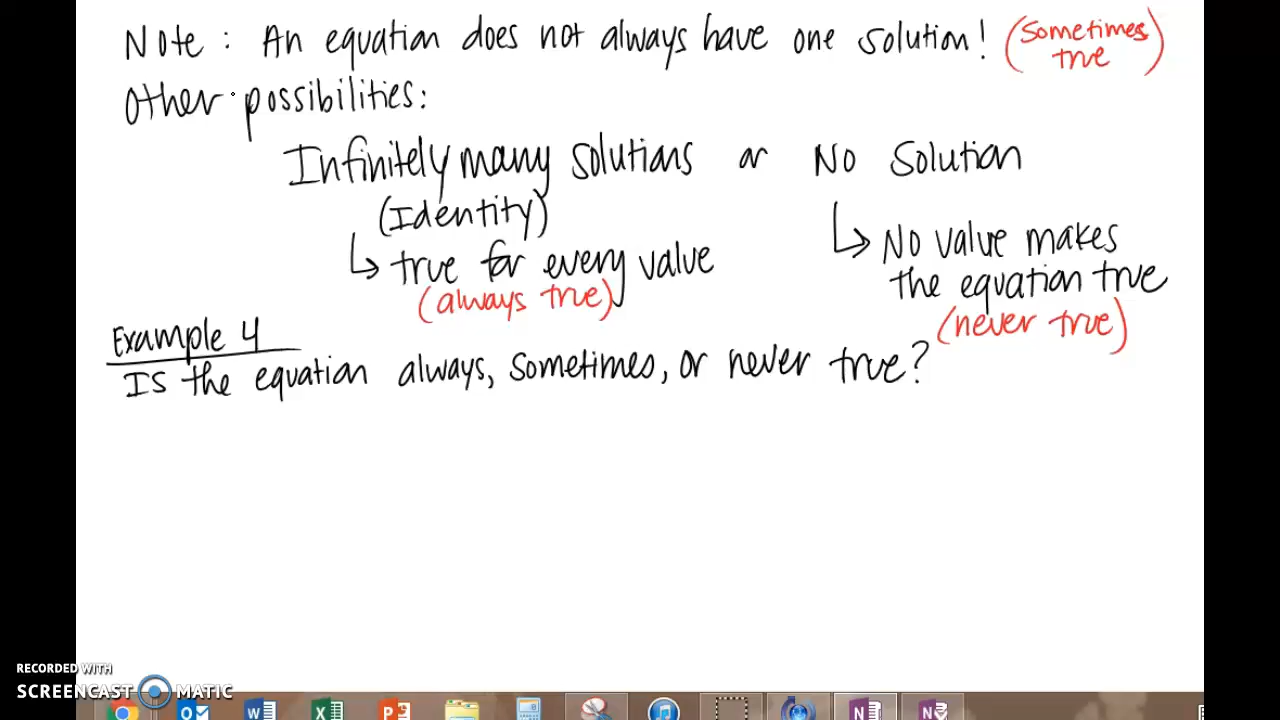 Note: An equation does not always have one solution! (Sometimes true)
Other possibilities:
Infinitely many solutions or No Solution
(Identity)
↳ true for every value
(always true)
↳ No value makes
the equation true
(never true)
Example 4
Is the equation always, sometimes, or never true?
RECORDED WITH
SCREENCAST MATIC